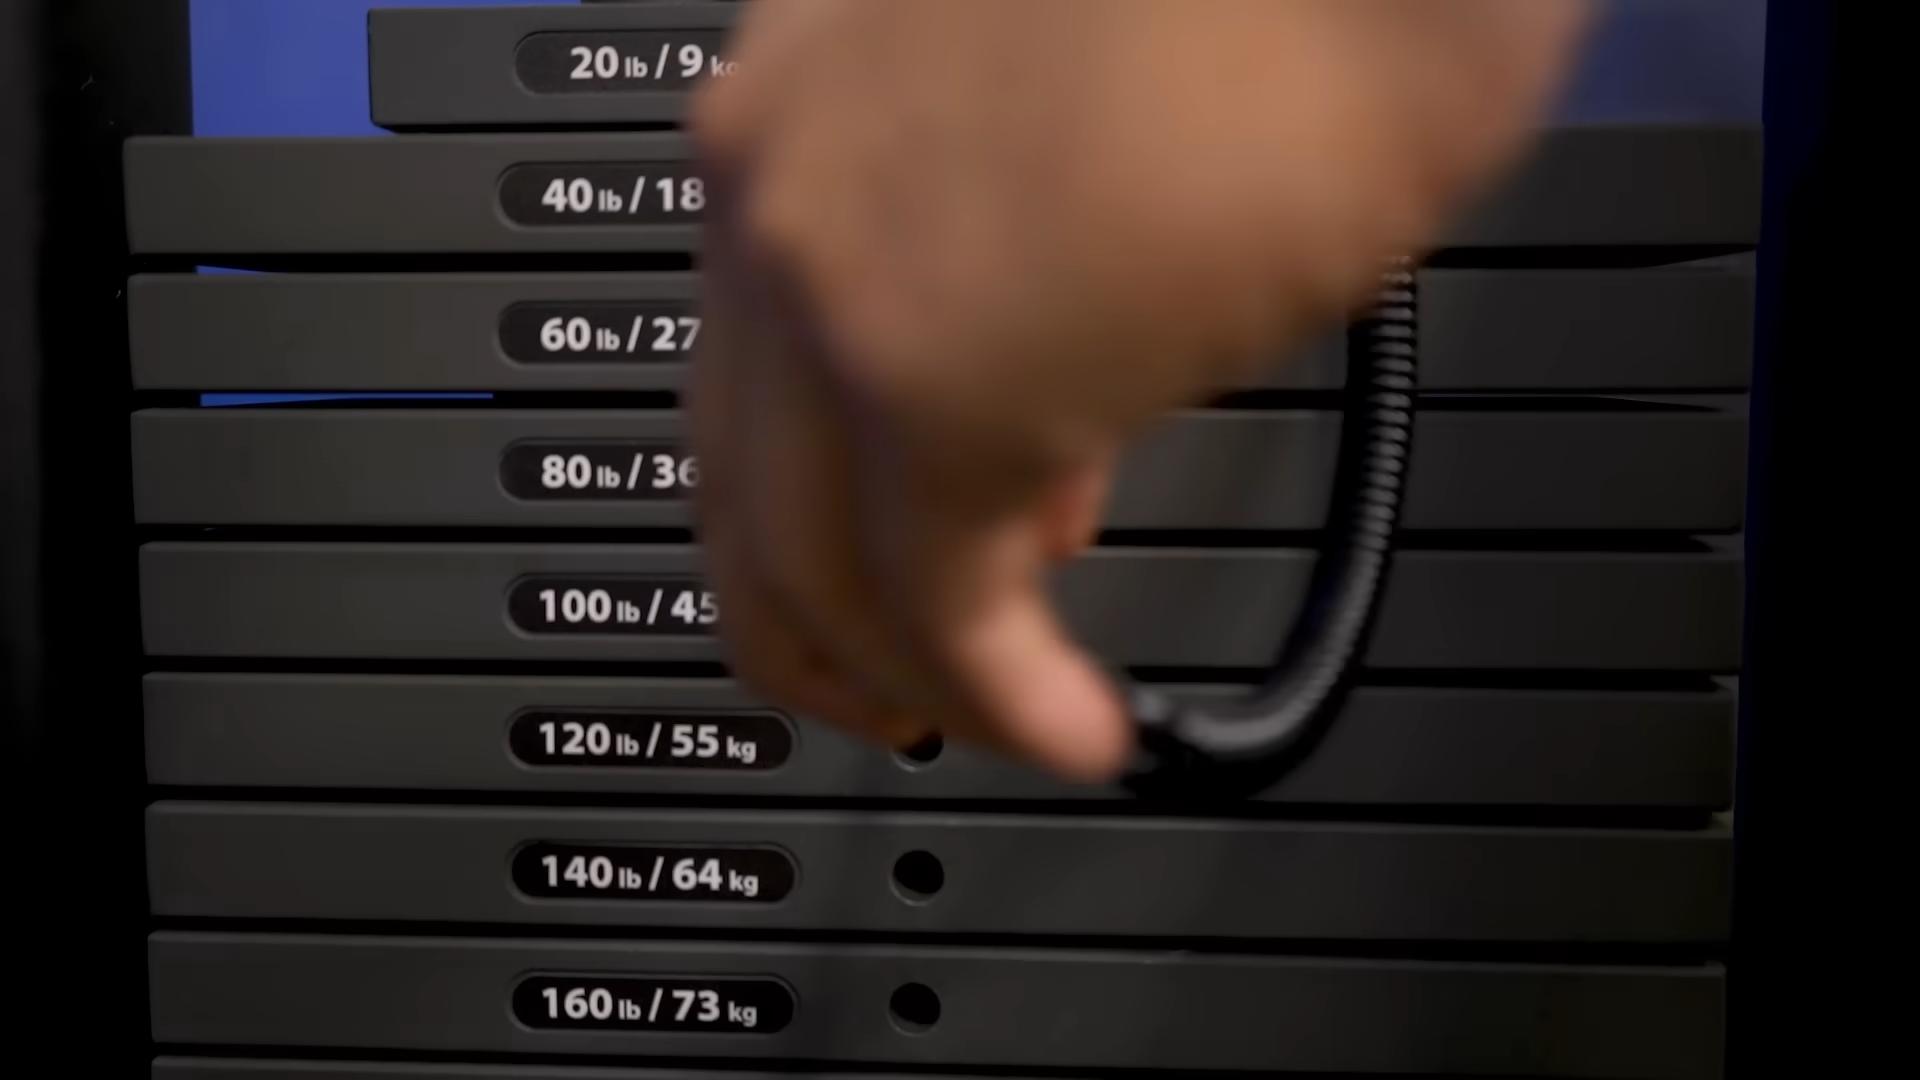 20 lb / 9 kg
40 lb / 18
60 lb / 27
80 lb / 36
100 lb / 45
120 lb / 55 kg
140 lb / 64 kg
160 lb / 73 kg